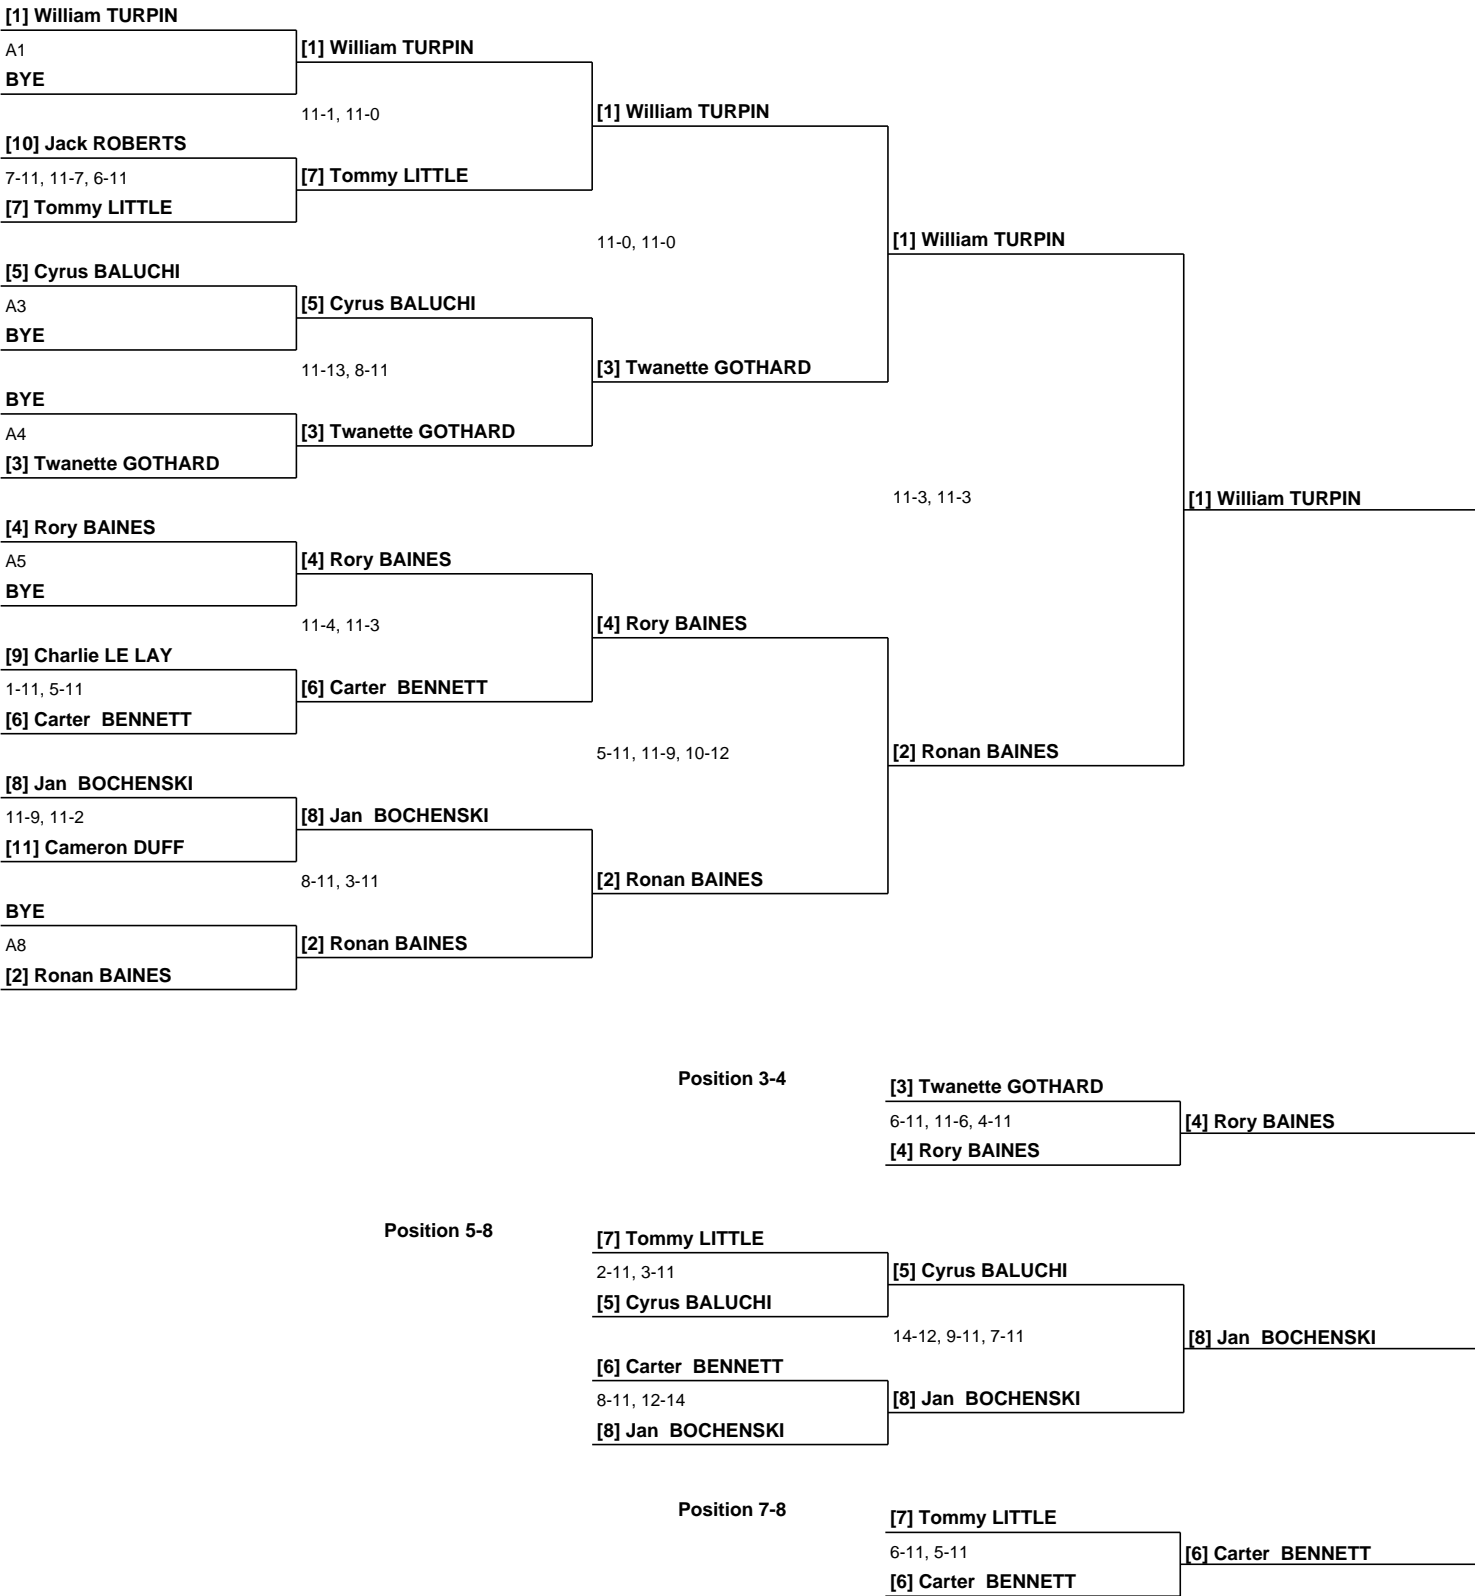 [1] William TURPIN
A1
BYE
[1] William TURPIN
11-1, 11-0
[10] Jack ROBERTS
7-11, 11-7, 6-11
[7] Tommy LITTLE
[7] Tommy LITTLE
[1] William TURPIN
11-0, 11-0
[5] Cyrus BALUCHI
A3
BYE
[5] Cyrus BALUCHI
11-13, 8-11
BYE
A4
[3] Twanette GOTHARD
[3] Twanette GOTHARD
[3] Twanette GOTHARD
[1] William TURPIN
11-3, 11-3
[1] William TURPIN
[4] Rory BAINES
A5
BYE
[4] Rory BAINES
11-4, 11-3
[9] Charlie LE LAY
1-11, 5-11
[6] Carter  BENNETT
[6] Carter  BENNETT
[4] Rory BAINES
5-11, 11-9, 10-12
[2] Ronan BAINES
[8] Jan  BOCHENSKI
11-9, 11-2
[11] Cameron DUFF
[8] Jan  BOCHENSKI
8-11, 3-11
[2] Ronan BAINES
BYE
A8
[2] Ronan BAINES
[2] Ronan BAINES
Position 3-4
[3] Twanette GOTHARD
6-11, 11-6, 4-11
[4] Rory BAINES
[4] Rory BAINES
Position 5-8
[7] Tommy LITTLE
2-11, 3-11
[5] Cyrus BALUCHI
[5] Cyrus BALUCHI
14-12, 9-11, 7-11
[8] Jan  BOCHENSKI
[6] Carter  BENNETT
8-11, 12-14
[8] Jan  BOCHENSKI
[8] Jan  BOCHENSKI
Position 7-8
[7] Tommy LITTLE
6-11, 5-11
[6] Carter  BENNETT
[6] Carter  BENNETT